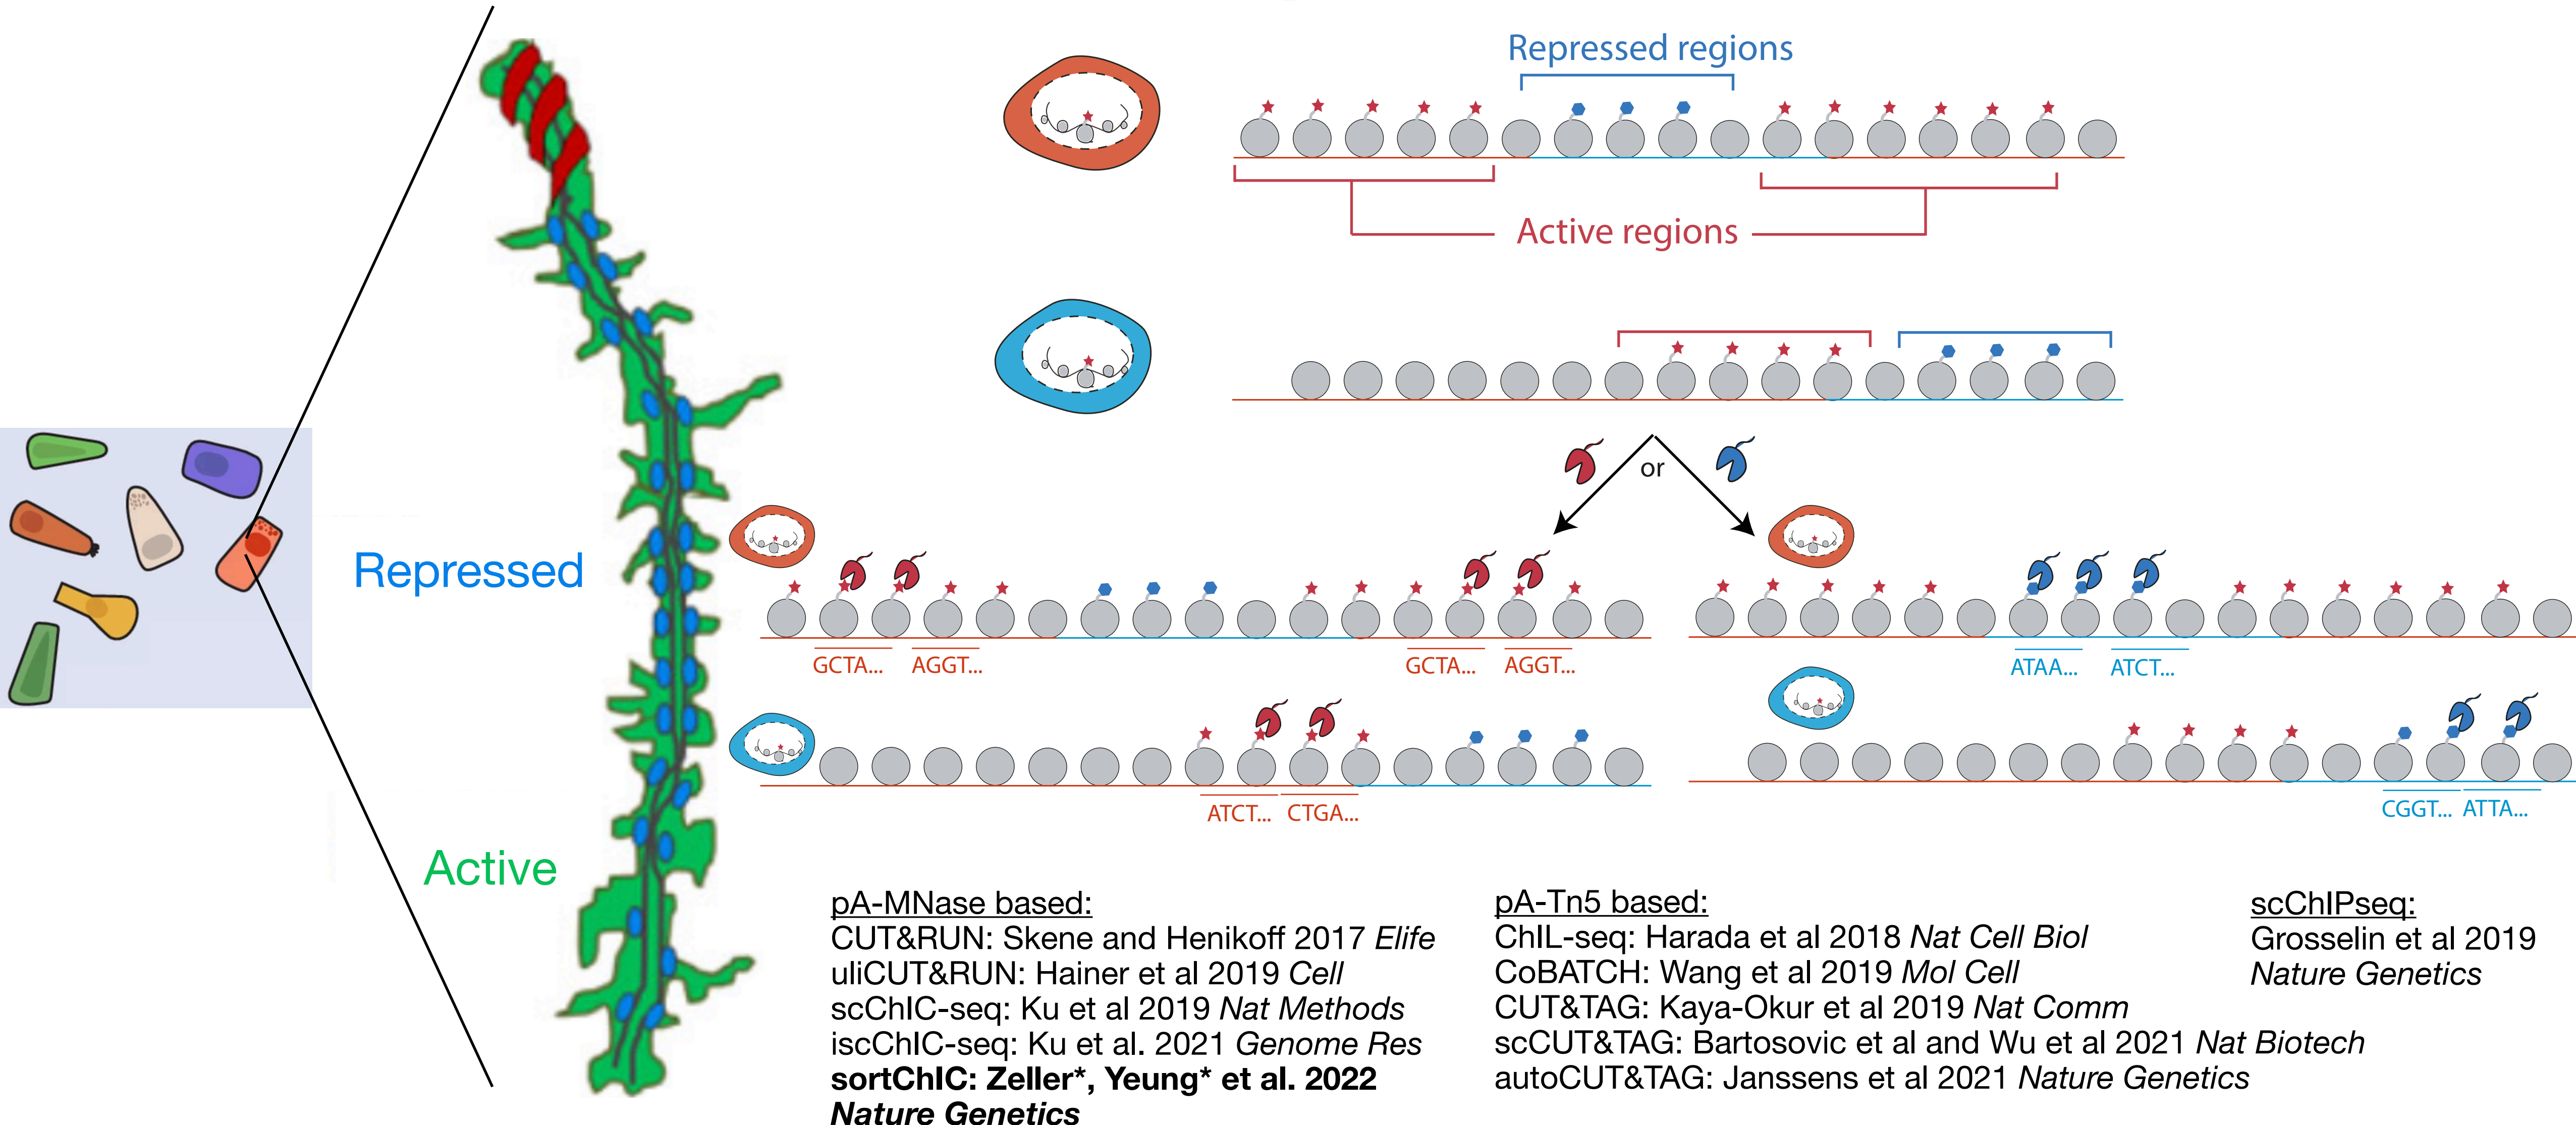 Repressed regions
Active regions
or
Repressed
Active
GCTA...
AGGT...
GCTA...
AGGT...
ATAA...
ATCT...
ATCT...
CTGA...
CGGT...
ATTA...
pA-MNase based:
CUT&RUN: Skene and Henikoff 2017 Elife
uliCUT&RUN: Hainer et al 2019 Cell
scChIC-seq: Ku et al 2019 Nat Methods
iscChIC-seq: Ku et al. 2021 Genome Res
sortChIC: Zeller*, Yeung* et al. 2022
Nature Genetics
pA-Tn5 based:
ChIL-seq: Harada et al 2018 Nat Cell Biol
CoBATCH: Wang et al 2019 Mol Cell
CUT&TAG: Kaya-Okur et al 2019 Nat Comm
scCUT&TAG: Bartosovic et al and Wu et al 2021 Nat Biotech
autoCUT&TAG: Janssens et al 2021 Nature Genetics
scChIPseq:
Grosselin et al 2019
Nature Genetics